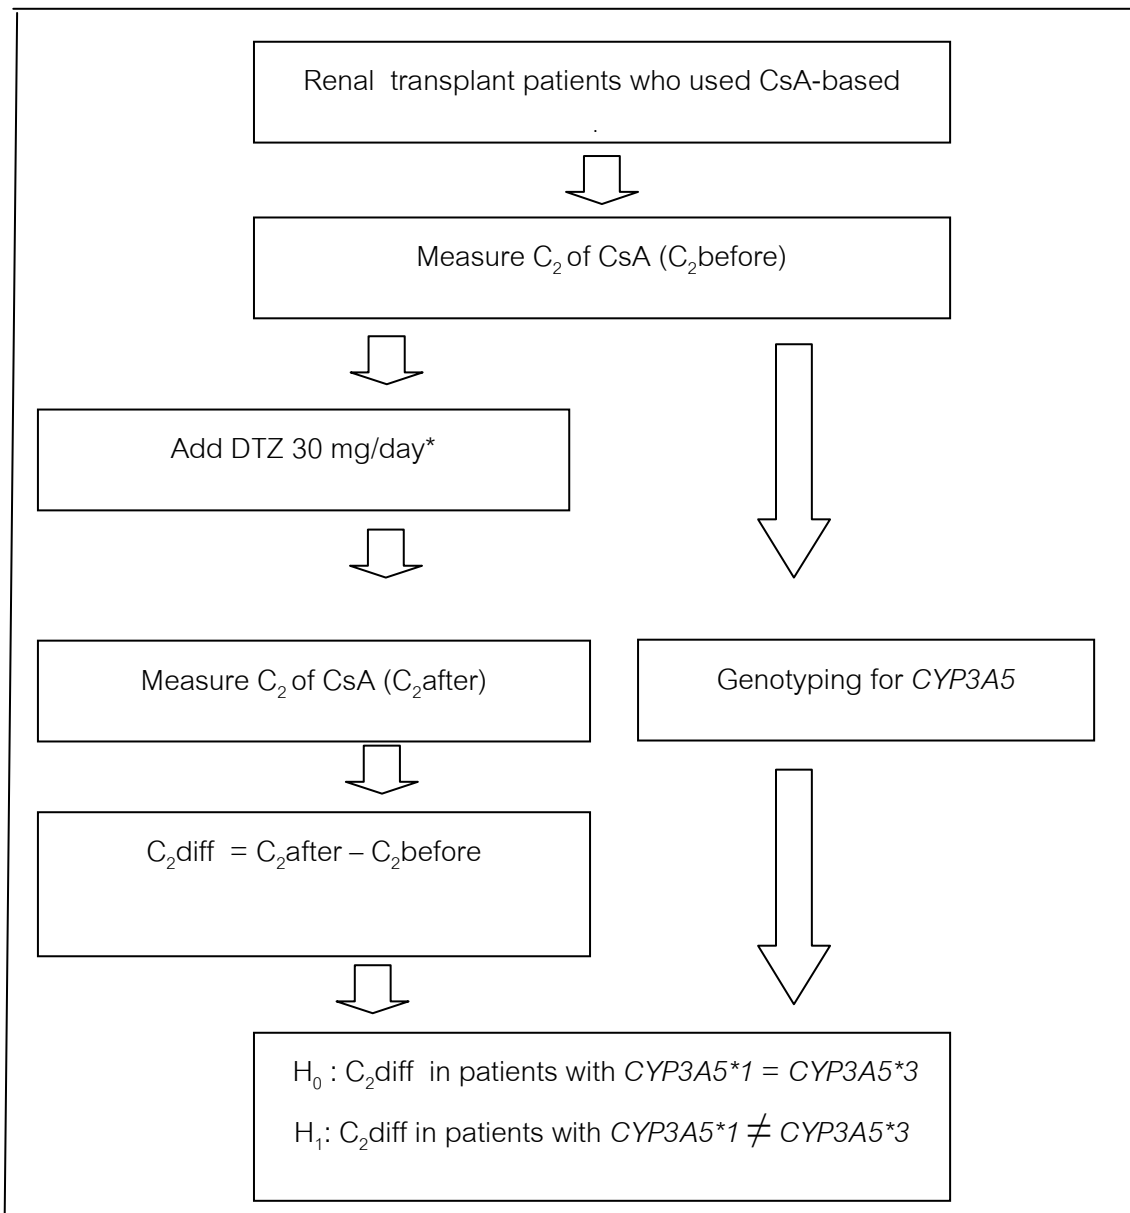 Renal transplant patients who used CsA-based
.
Measure C₂ of CsA (C₂before)
Add DTZ 30 mg/day*
Measure C₂ of CsA (C₂after)
Genotyping for CYP3A5
C₂diff = C₂after – C₂before
H₀ : C₂diff in patients with CYP3A5*1 = CYP3A5*3
H₁: C₂diff in patients with CYP3A5*1 ≠ CYP3A5*3